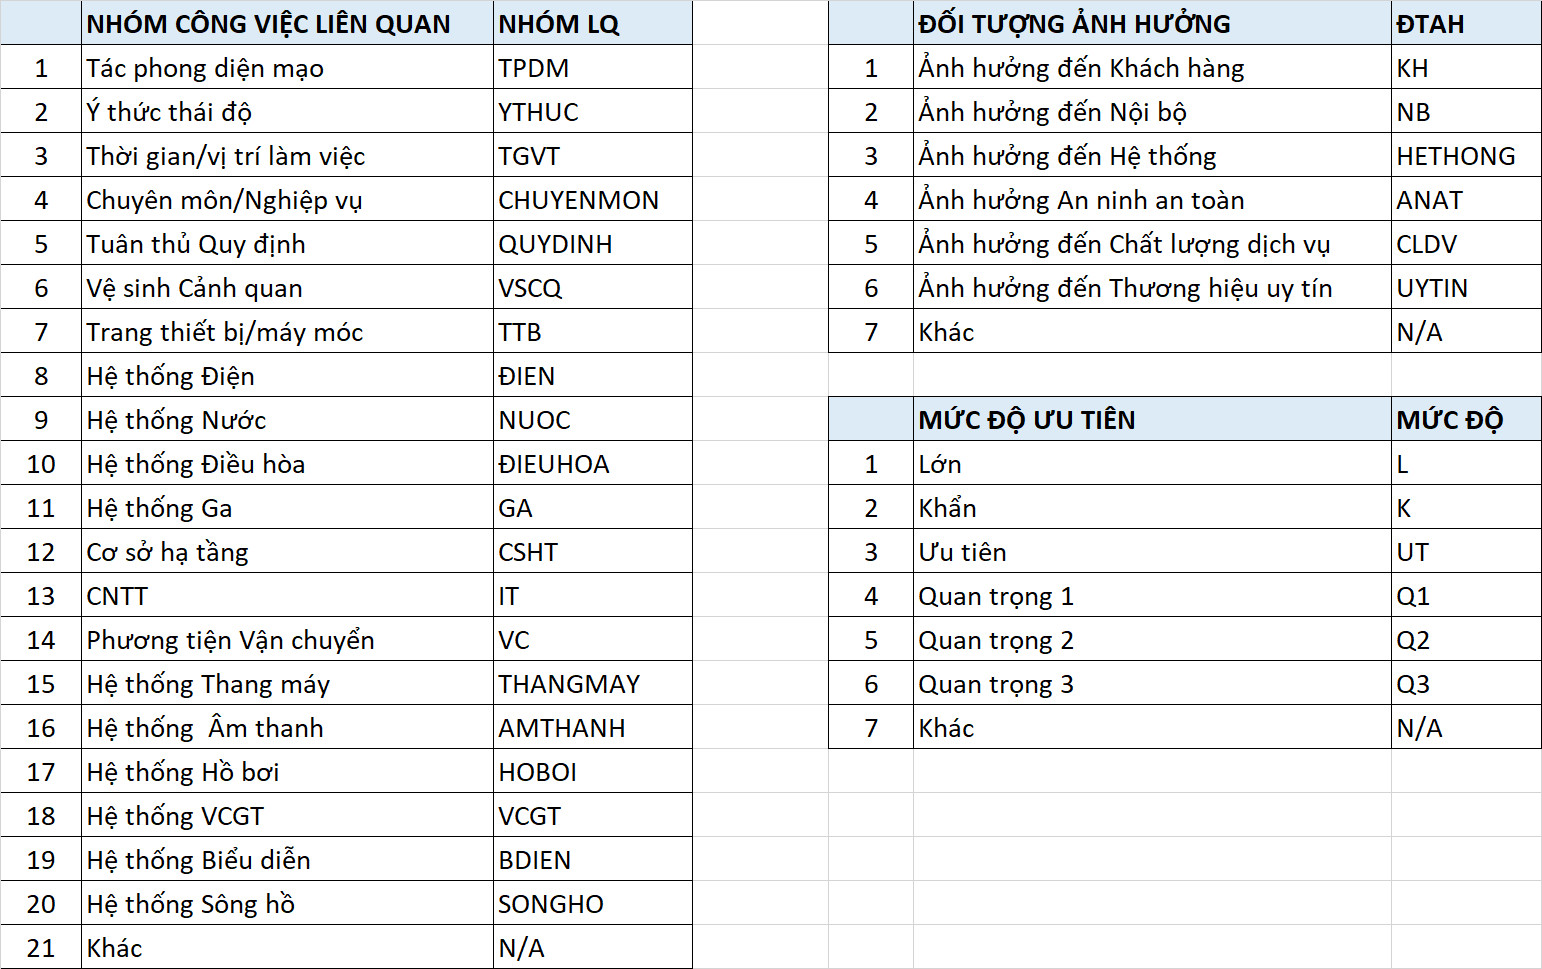 NHÓM CÔNG VIỆC LIÊN QUAN NHÓM LQ
1 Tác phong diện mạo TPDM
2 Ý thức thái độ YTHUC
3 Thời gian/vị trí làm việc TGVT
4 Chuyên môn/Nghiệp vụ CHUYENMON
5 Tuân thủ Quy định QUYDINH
6 Vệ sinh Cảnh quan VSCQ
7 Trang thiết bị/máy móc TTB
8 Hệ thống Điện ĐIEN
9 Hệ thống Nước NUOC
10 Hệ thống Điều hòa ĐIEUHOA
11 Hệ thống Ga GA
12 Cơ sở hạ tầng CSHT
13 CNTT IT
14 Phương tiện Vận chuyển VC
15 Hệ thống Thang máy THANGMAY
16 Hệ thống  Âm thanh AMTHANH
17 Hệ thống Hồ bơi HOBOI
18 Hệ thống VCGT VCGT
19 Hệ thống Biểu diễn BDIEN
20 Hệ thống Sông hồ SONGHO
21 Khác N/A
ĐỐI TƯỢNG ẢNH HƯỞNG ĐTAH
1 Ảnh hưởng đến Khách hàng KH
2 Ảnh hưởng đến Nội bộ NB
3 Ảnh hưởng đến Hệ thống HETHONG
4 Ảnh hưởng An ninh an toàn ANAT
5 Ảnh hưởng đến Chất lượng dịch vụ CLDV
6 Ảnh hưởng đến Thương hiệu uy tín UYTIN
7 Khác N/A
MỨC ĐỘ ƯU TIÊN MỨC ĐỘ
1 Lớn L
2 Khẩn K
3 Ưu tiên UT
4 Quan trọng 1 Q1
5 Quan trọng 2 Q2
6 Quan trọng 3 Q3
7 Khác N/A